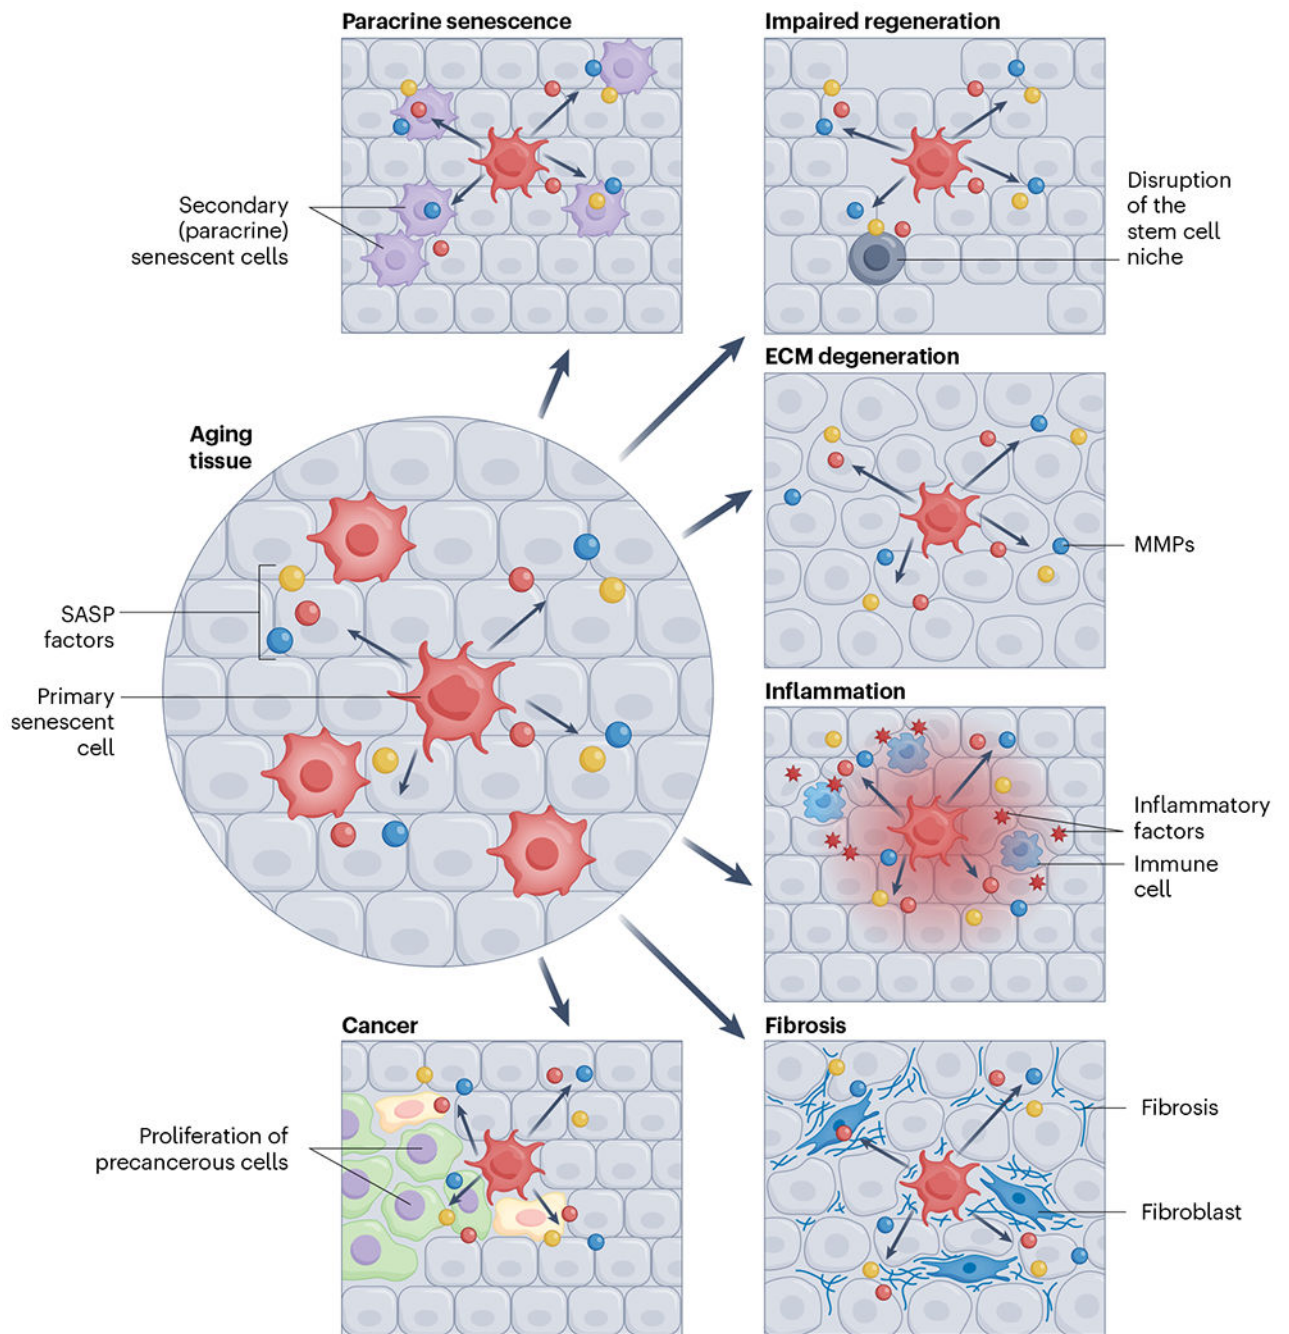 Paracrine senescence
Secondary
(paracrine)
senescent cells
Impaired regeneration
Disruption
of the
stem cell
niche
ECM degeneration
MMPs
Aging
tissue
SASP
factors
Primary
senescent
cell
Inflammation
Inflammatory
factors
Immune
cell
Cancer
Proliferation of
precancerous cells
Fibrosis
Fibrosis
Fibroblast